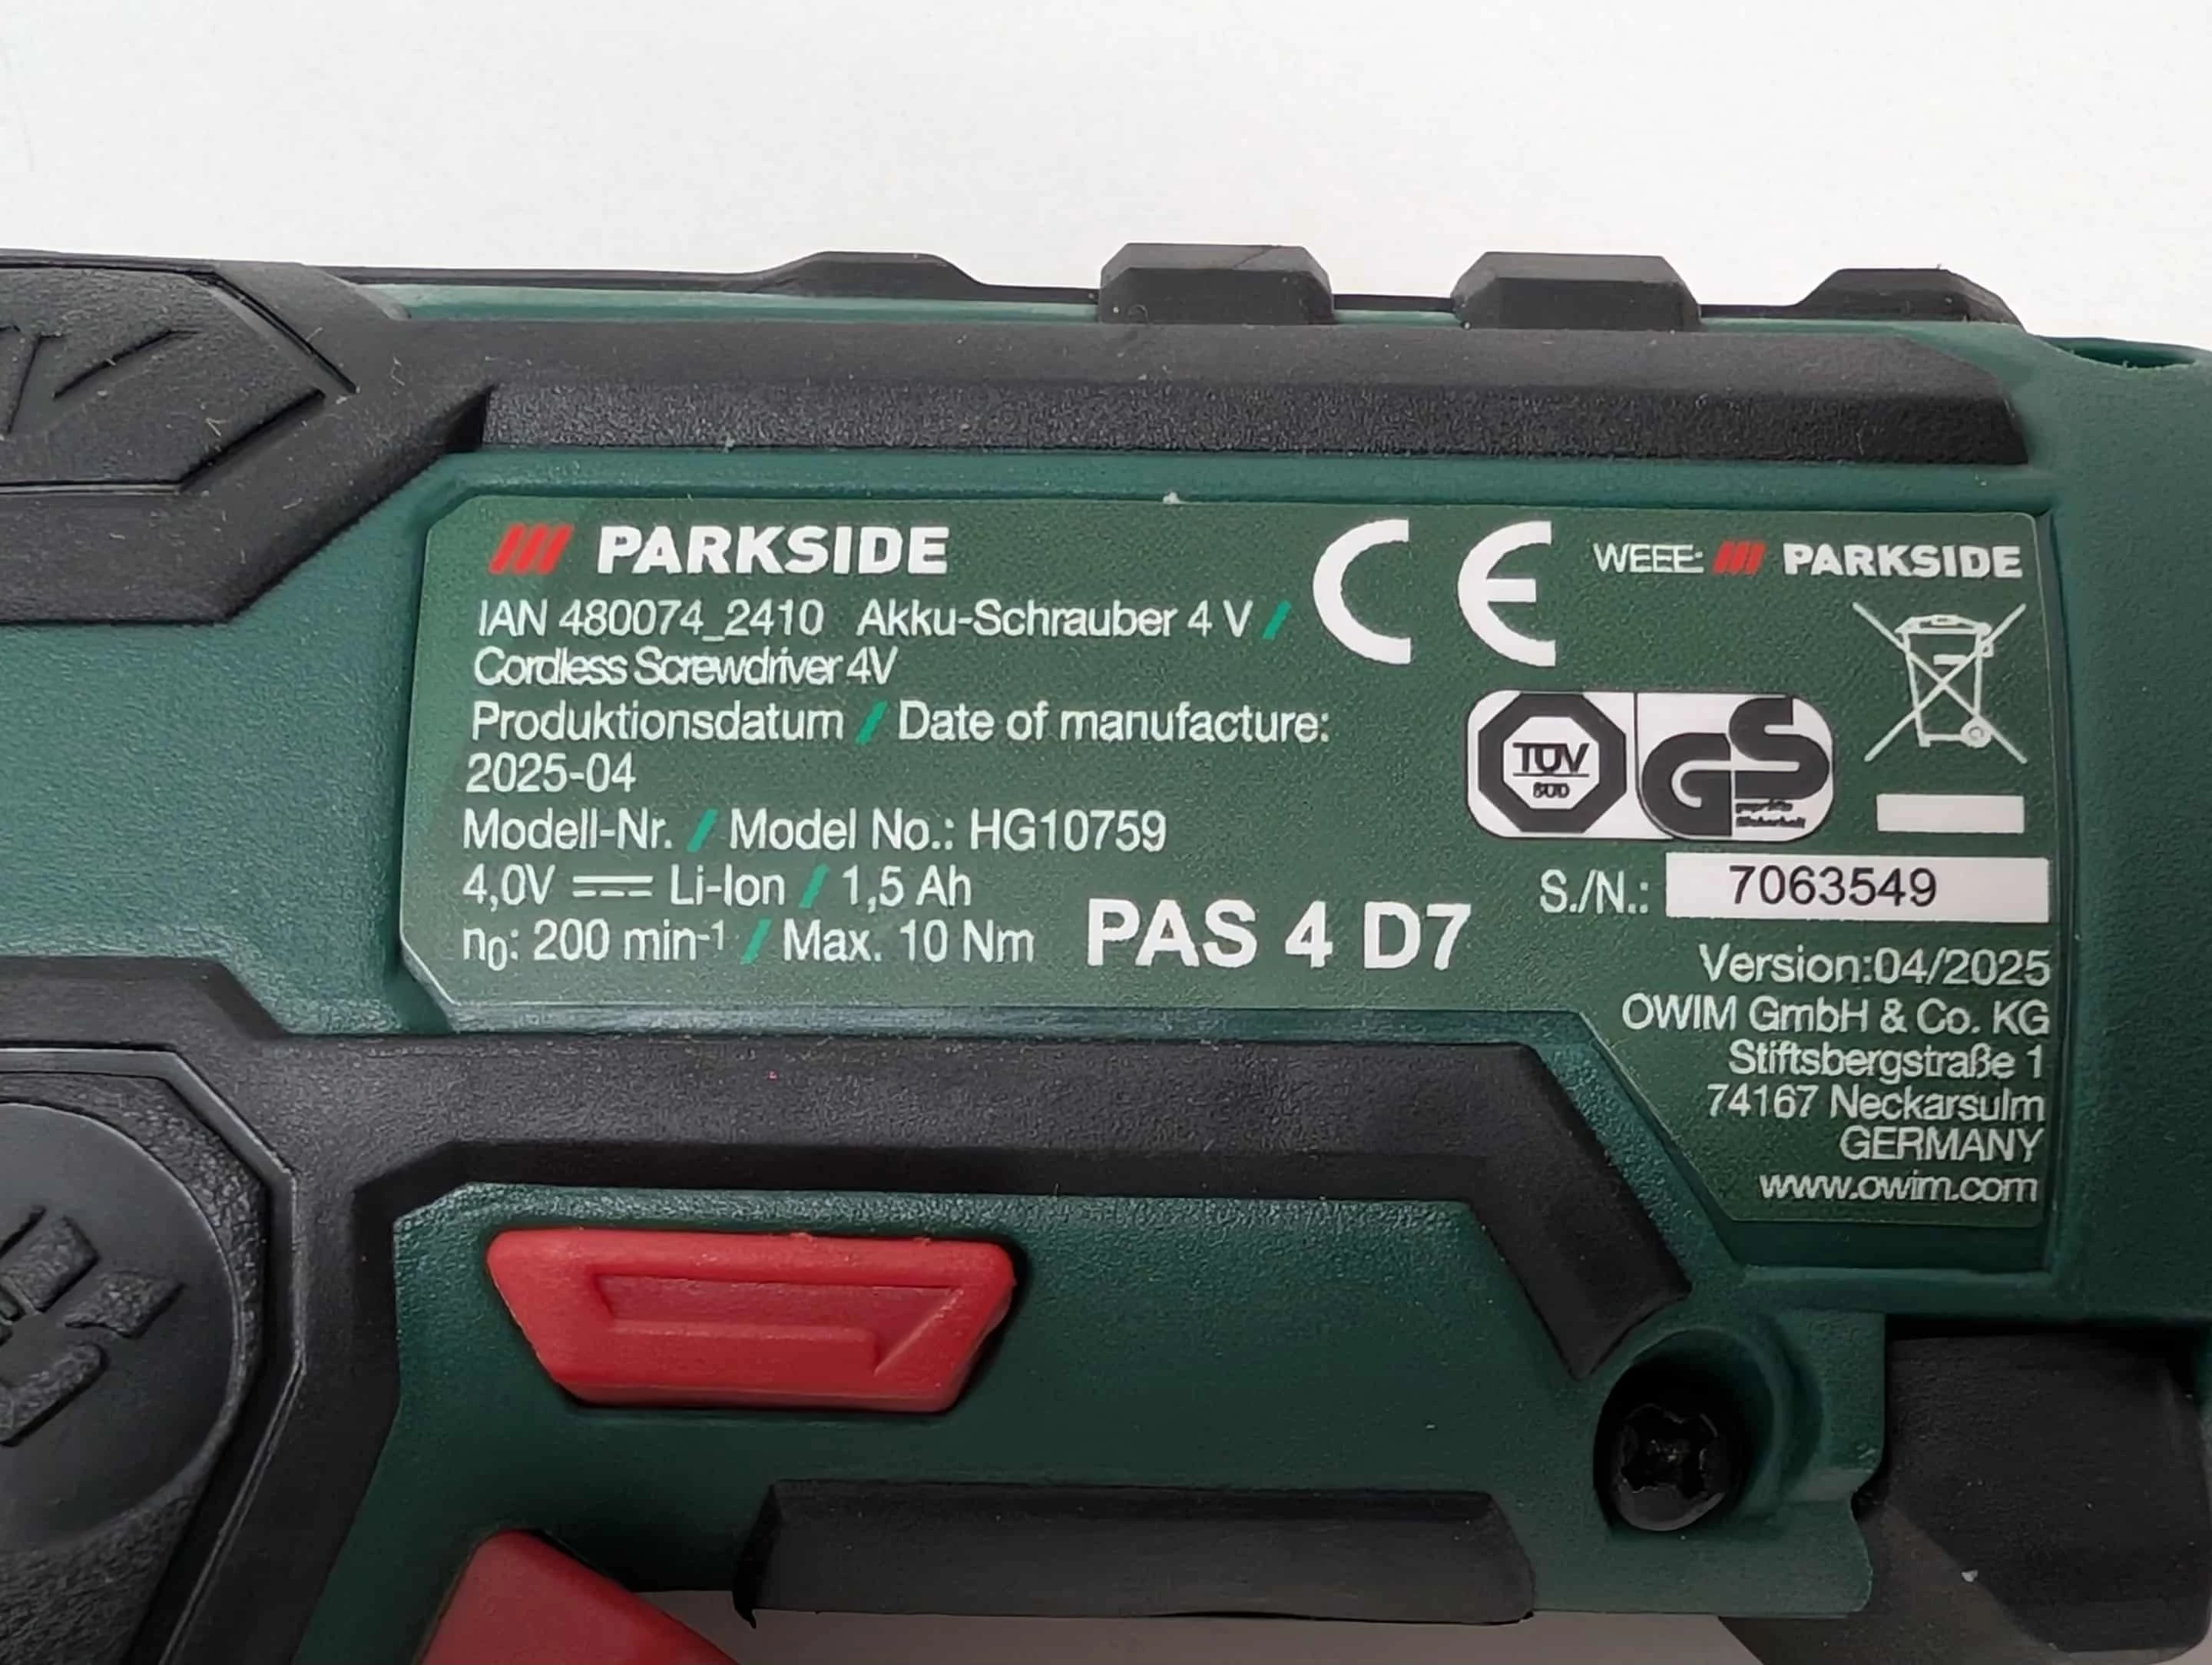 PARKSIDE
IAN 480074_2410 Akku-Schrauber 4 V /
Cordless Screwdriver 4V
Produktionsdatum / Date of manufacture:
2025-04
Modell-Nr. / Model No.: HG10759
4,0V Li-Ion / 1,5 Ah
n0: 200 min-1 / Max. 10 Nm
PAS 4 D7
CE
WEEE: PARKSIDE
TÜV
SÜD
GS
geprüfte
Sicherheit
S./N.: 7063549
Version:04/2025
OWIM GmbH & Co. KG
Stiftsbergstraße 1
74167 Neckarsulm
GERMANY
www.owim.com